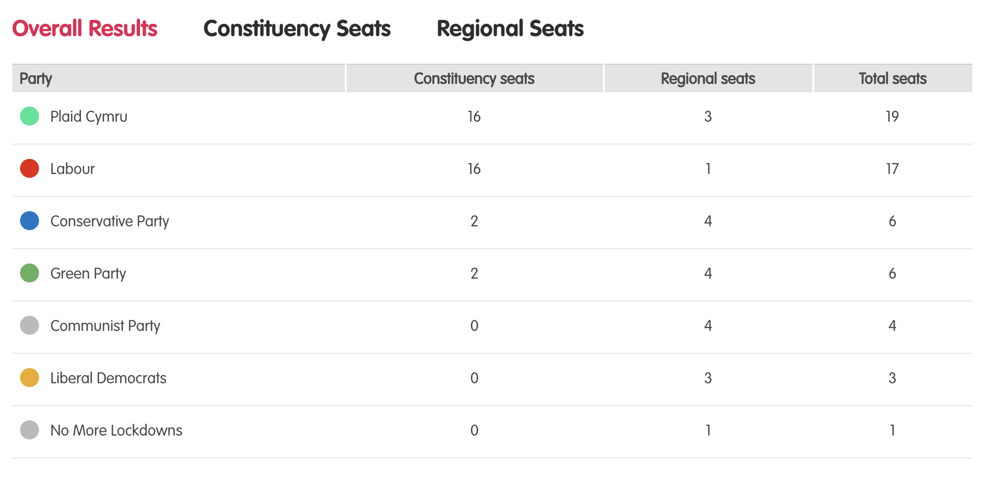 Overall Results Constituency Seats Regional Seats
Party Constituency seats Regional seats Total seats
Plaid Cymru 16 3 19
Labour 16 1 17
Conservative Party 2 4 6
Green Party 2 4 6
Communist Party 0 4 4
Liberal Democrats 0 3 3
No More Lockdowns 0 1 1